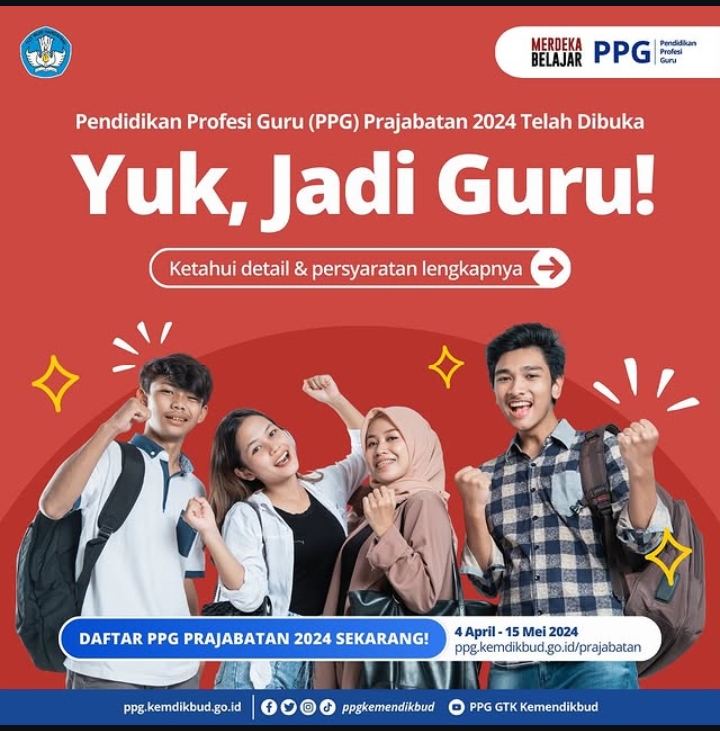 MERDEKA
BELAJAR
PPG
Pendidikan
Profesi
Guru
Pendidikan Profesi Guru (PPG) Prajabatan 2024 Telah Dibuka
Yuk, Jadi Guru!
Ketahui detail & persyaratan lengkapnya
DAFTAR PPG PRAJABATAN 2024 SEKARANG!
4 April - 15 Mei 2024
ppg.kemdikbud.go.id/prajabatan
ppg.kemdikbud.go.id
ppgkemendikbud
PPG GTK Kemendikbud